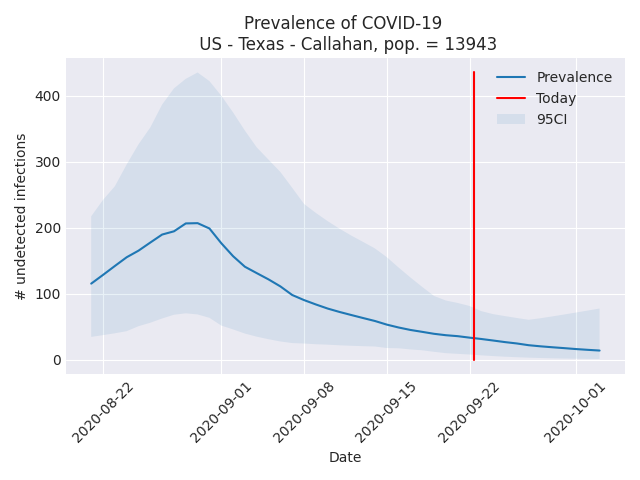 Prevalence of COVID-19
US - Texas - Callahan, pop. = 13943
Prevalence
Today
95CI
400
300
200
100
0
# undetected infections
2020-08-22
2020-09-01
2020-09-08
2020-09-15
2020-09-22
2020-10-01
Date